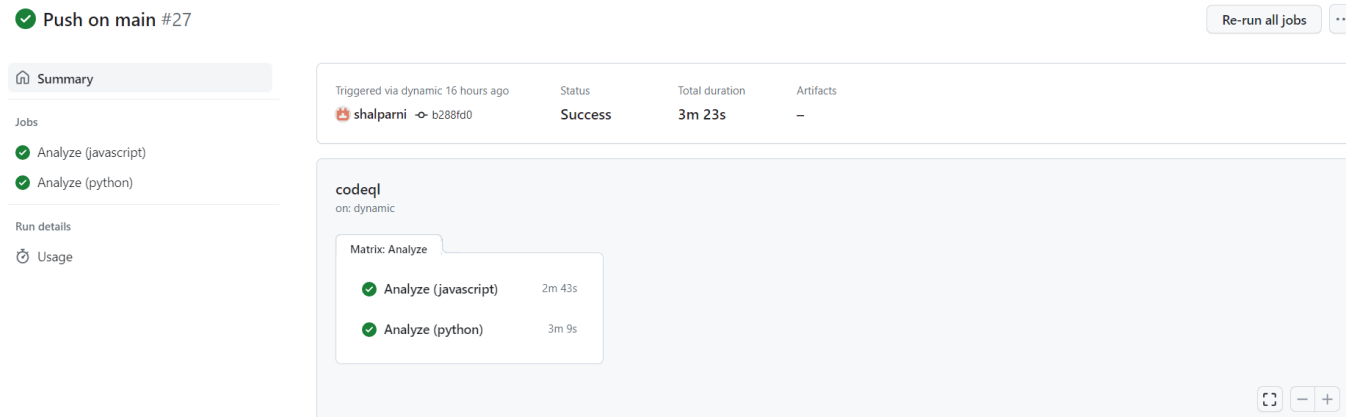 Push on main #27
Re-run all jobs
Summary
Jobs
Analyze (javascript)
Analyze (python)
Run details
Usage
Triggered via dynamic 16 hours ago
shalparni b288fd0
Status
Success
Total duration
3m 23s
Artifacts
–
codeql
on: dynamic
Matrix: Analyze
Analyze (javascript) 2m 43s
Analyze (python) 3m 9s